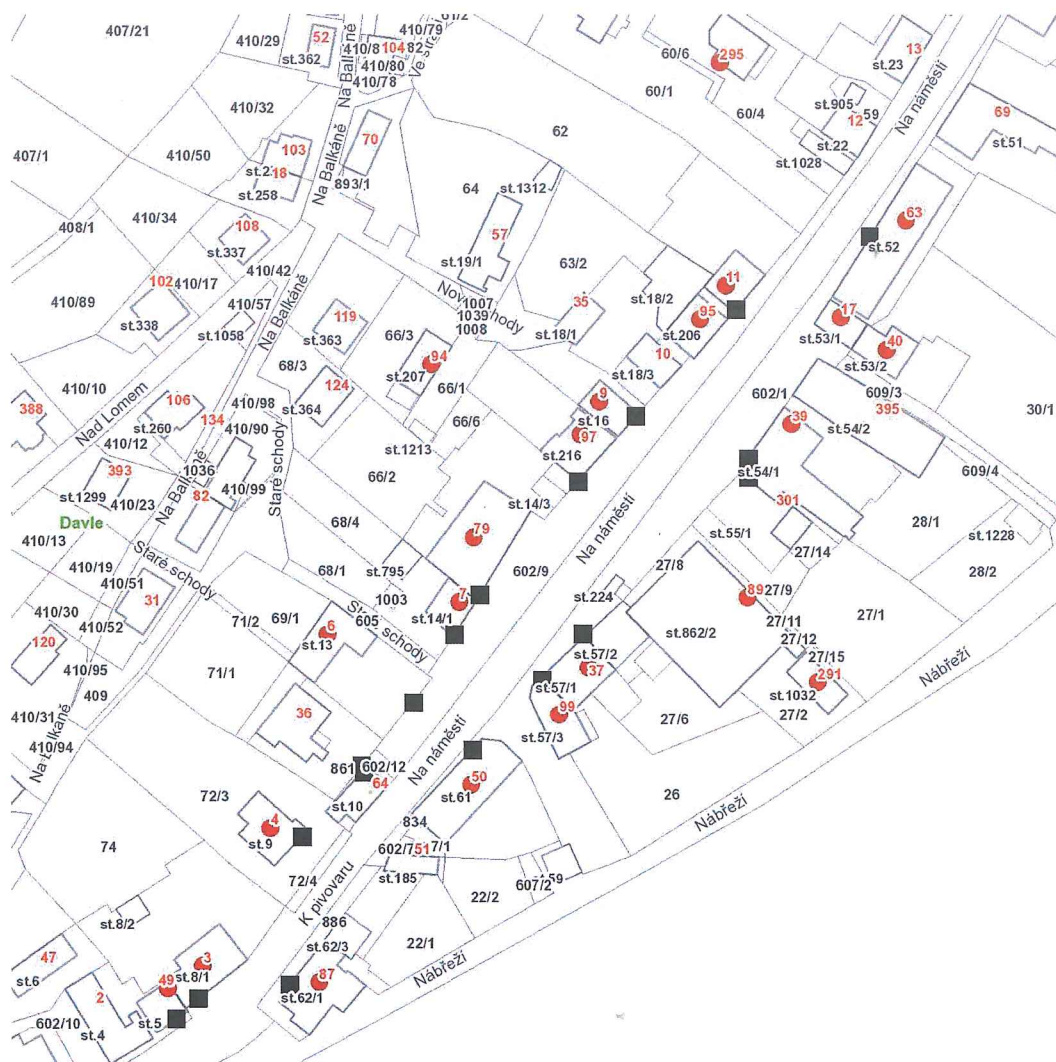 407/21
410/29
52
st.362
410/8
104
82
410/79
410/80
410/78
Na Balkáně
60/6
295
60/1
60/4
st.23
13
Na náměstí
st.905
59
12
st.22
st.1028
69
st.51
410/32
70
62
407/1
410/50
103
18
st.258
Na Balkáně
893/1
64
st.1312
408/1
410/34
108
st.337
57
st.19/1
63
st.52
410/89
102
410/17
410/42
410/57
st.338
st.1058
Na Balkáně
63/2
35
st.18/2
11
1007
1039
1008
st.18/1
119
st.363
66/3
94
st.207
66/1
95
st.206
10
st.18/3
17
st.53/1
40
st.53/2
68/3
124
st.364
410/10
Nad Lomem
106
st.260
410/98
388
410/12
134
410/90
66/6
9
st.16
97
st.216
602/1
609/3
395
39
st.54/2
30/1
st.1213
393
st.1299
410/23
1036
410/99
Na Balkáně
Staré schody
66/2
82
st.54/1
301
609/4
Davle
st.14/3
79
Na náměstí
68/4
st.55/1
28/1
st.1228
410/13
410/19
410/51
Staré schody
68/1
st.795
602/9
27/14
28/2
31
1003
7
st.14/1
27/8
st.224
89
27/9
27/11
27/12
27/1
410/30
410/52
71/2
69/1
605
6
st.13
st.862/2
120
st.57/2
27/15
410/95
409
71/1
37
st.57/1
291
st.1032
27/2
Nábřeží
410/31
410/94
Na Balkáně
36
99
st.57/3
27/6
Na náměstí
861
602/12
64
st.10
50
st.61
26
Nábřeží
72/3
4
st.9
834
7/1
51
st.185
74
72/4
K pivovaru
607/2
59
22/2
st.8/2
886
st.62/3
22/1
47
st.6
3
st.8/1
49
87
st.62/1
Nábřeží
2
602/10
st.4
st.5